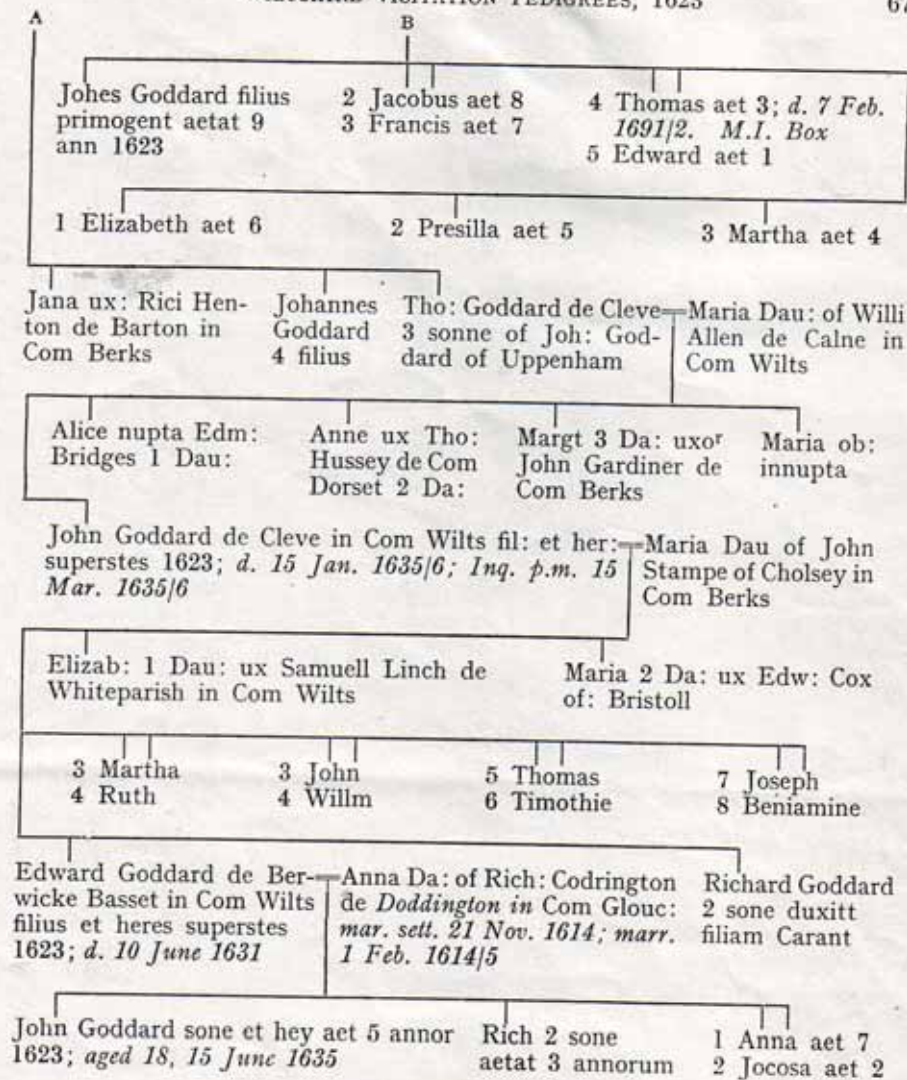 VISITATION PEDIGREES, 1623
A
B
Johes Goddard filius
primogent aetat 9
ann 1623
2 Jacobus aet 8
3 Francis aet 7
4 Thomas aet 3; d. 7 Feb.
1691/2. M.I. Box
5 Edward aet 1
1 Elizabeth aet 6
2 Presilla aet 5
3 Martha aet 4
Jana ux: Rici Hen-
ton de Barton in
Com Berks
Johannes
Goddard
4 filius
Tho: Goddard de Cleve
3 sonne of Joh: God-
dard of Uppenham
Maria Dau: of Willi
Allen de Calne in
Com Wilts
Alice nupta Edm:
Bridges 1 Dau:
Anne ux Tho:
Hussey de Com
Dorset 2 Da:
Margt 3 Da: uxoʳ
John Gardiner de
Com Berks
Maria ob:
innupta
John Goddard de Cleve in Com Wilts fil: et her:
superstes 1623; d. 15 Jan. 1635/6; Inq. p.m. 15
Mar. 1635/6
Maria Dau of John
Stampe of Cholsey in
Com Berks
Elizab: 1 Dau: ux Samuell Linch de
Whiteparish in Com Wilts
Maria 2 Da: ux Edw: Cox
of: Bristoll
3 Martha
4 Ruth
3 John
4 Willm
5 Thomas
6 Timothie
7 Joseph
8 Beniamine
Edward Goddard de Ber-
wicke Basset in Com Wilts
filius et heres superstes
1623; d. 10 June 1631
Anna Da: of Rich: Codrington
de Doddington in Com Glouc:
mar. sett. 21 Nov. 1614; marr.
1 Feb. 1614/5
Richard Goddard
2 sone duxitt
filiam Carant
John Goddard sone et hey aet 5 annor
1623; aged 18, 15 June 1635
Rich 2 sone
aetat 3 annorum
1 Anna aet 7
2 Jocosa aet 2